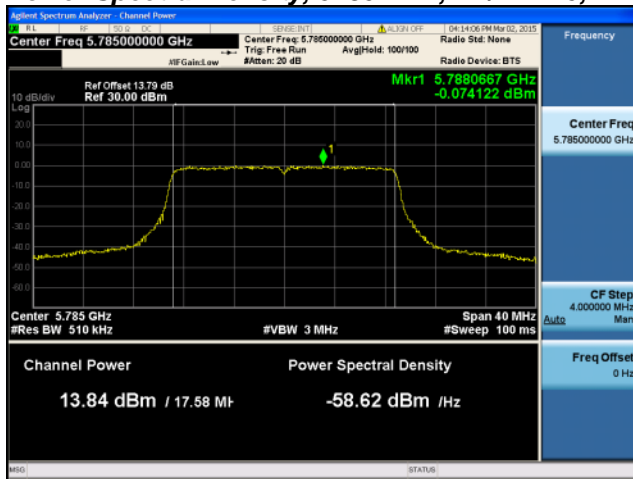 Agilent Spectrum Analyzer - Channel Power
RL RF 50 Ω DC SENSE:INT ALIGN OFF 04:14:06 PM Mar 02, 2015
Center Freq 5.785000000 GHz
Center Freq: 5.785000000 GHz Radio Std: None
Trig: Free Run Avg|Hold: 100/100
#IFGain:Low #Atten: 20 dB Radio Device: BTS
Frequency
Mkr1 5.7880667 GHz
-0.074122 dBm
Ref Offset 13.79 dB
10 dB/div Ref 30.00 dBm
Log
20.0
10.0
0.00
-10.0
-20.0
-30.0
-40.0
-50.0
-60.0
1
Center 5.785 GHz Span 40 MHz
#Res BW 510 kHz #VBW 3 MHz #Sweep 100 ms
Channel Power Power Spectral Density
13.84 dBm / 17.58 MH -58.62 dBm /Hz
Center Freq
5.785000000 GHz
CF Step
4.000000 MHz
Auto Man
Freq Offset
0 Hz
MSG STATUS